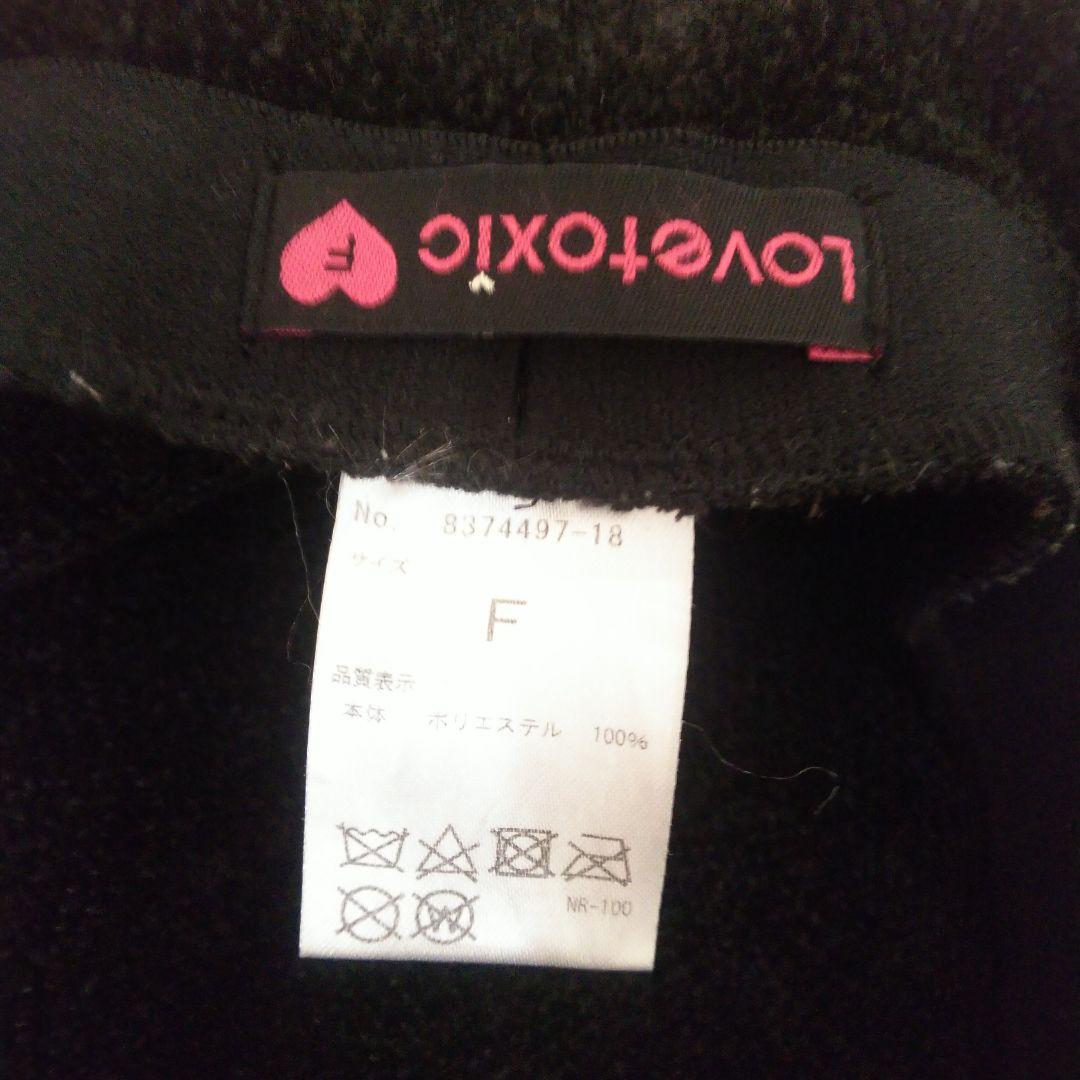 Lovetoxic F
No. 8374497-18
サイズ
F
品質表示
本体 ポリエステル 100%
NR-100